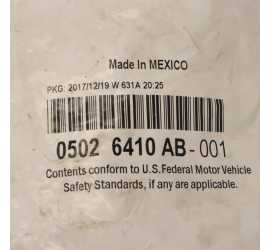 Made In MEXICO
PKG: 2017/12/19 W 631A 20:25
0502 6410 AB-001
Contents conform to U.S. Federal Motor Vehicle
Safety Standards, if any are applicable.